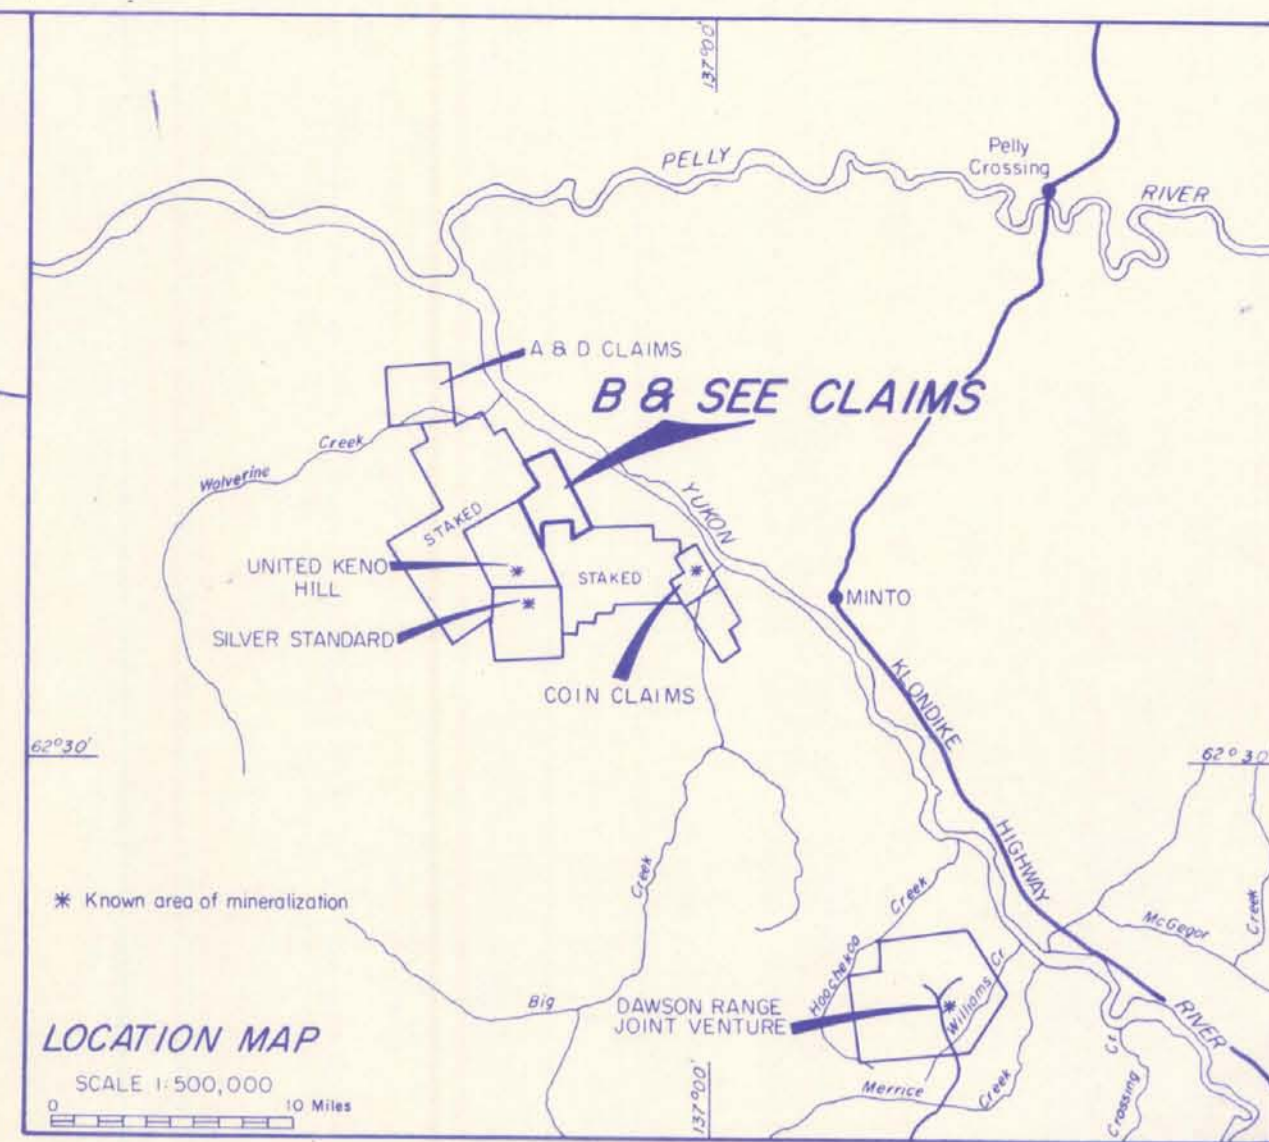 137°00'
PELLY
Pelly
Crossing
RIVER
A & D CLAIMS
B & SEE CLAIMS
Creek
Wolverine
STAKED
YUKON
UNITED KENO
HILL
STAKED
MINTO
SILVER STANDARD
COIN CLAIMS
KLONDIKE
62°30'
62°30
HIGHWAY
Creek
* Known area of mineralization
Creek
McGegor
Creek
Hoochekoo
Williams Cr
Big
DAWSON RANGE
JOINT VENTURE
RIVER
LOCATION MAP
SCALE 1:500,000
0 10 Miles
Merrice
Creek
137°00'
Crossing
Cr